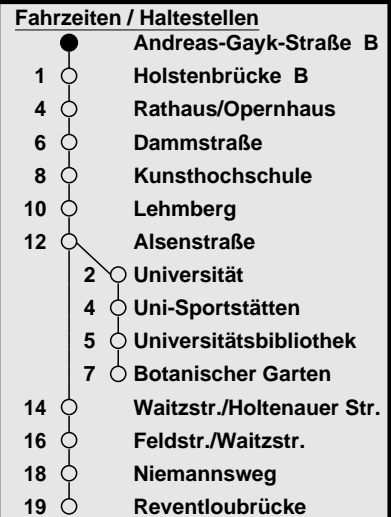 Fahrzeiten / Haltestellen
Andreas-Gayk-Straße B
1 Holstenbrücke B
4 Rathaus/Opernhaus
6 Dammstraße
8 Kunsthochschule
10 Lehmberg
12 Alsenstraße
2 Universität
4 Uni-Sportstätten
5 Universitätsbibliothek
7 Botanischer Garten
14 Waitzstr./Holtenauer Str.
16 Feldstr./Waitzstr.
18 Niemannsweg
19 Reventloubrücke